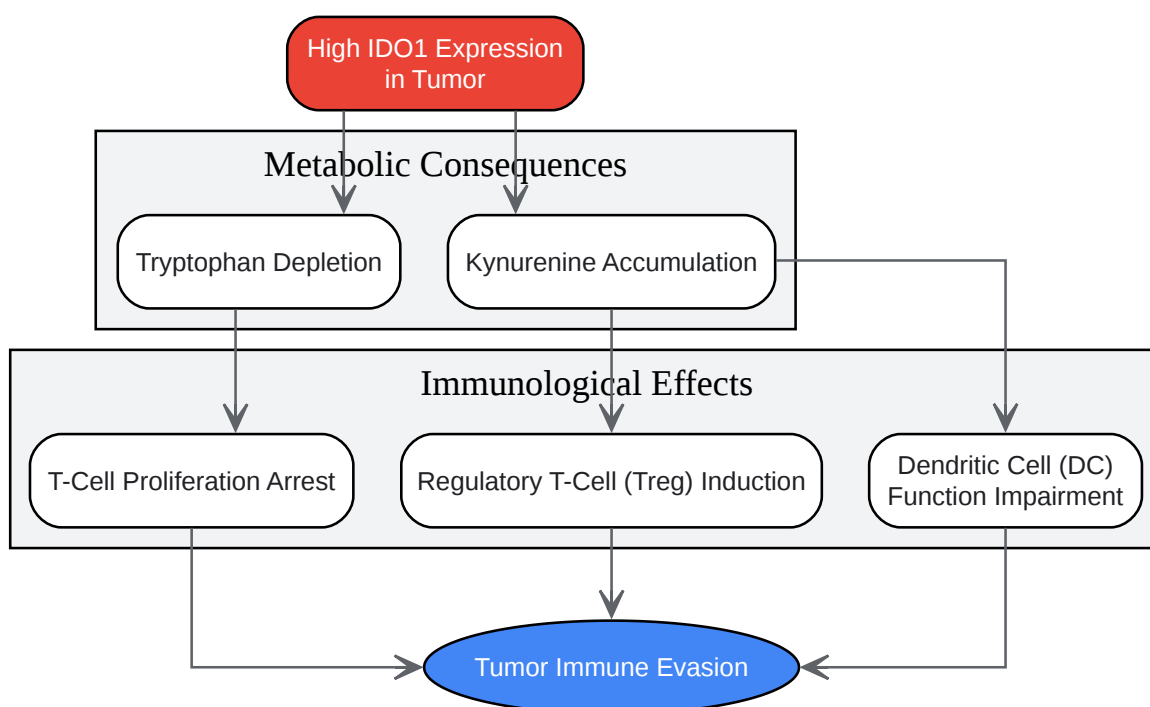 High IDO1 Expression
in Tumor
Metabolic Consequences
Tryptophan Depletion
Kynurenine Accumulation
Immunological Effects
T-Cell Proliferation Arrest
Regulatory T-Cell (Treg) Induction
Dendritic Cell (DC)
Function Impairment
Tumor Immune Evasion